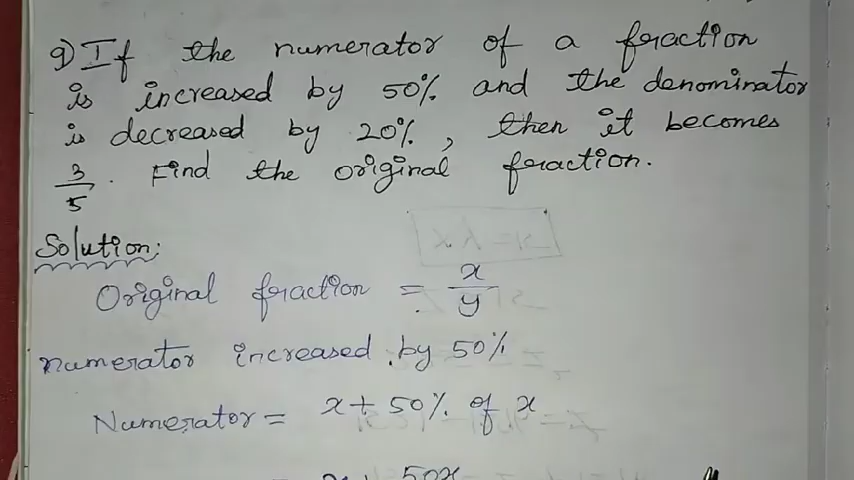 9) If the numerator of a fraction
is increased by 50% and the denominator
is decreased by 20%, then it becomes
3/5. Find the original fraction.
Solution:
Original fraction = x/y
numerator increased by 50%
Numerator = x + 50% of x
= x + 50x